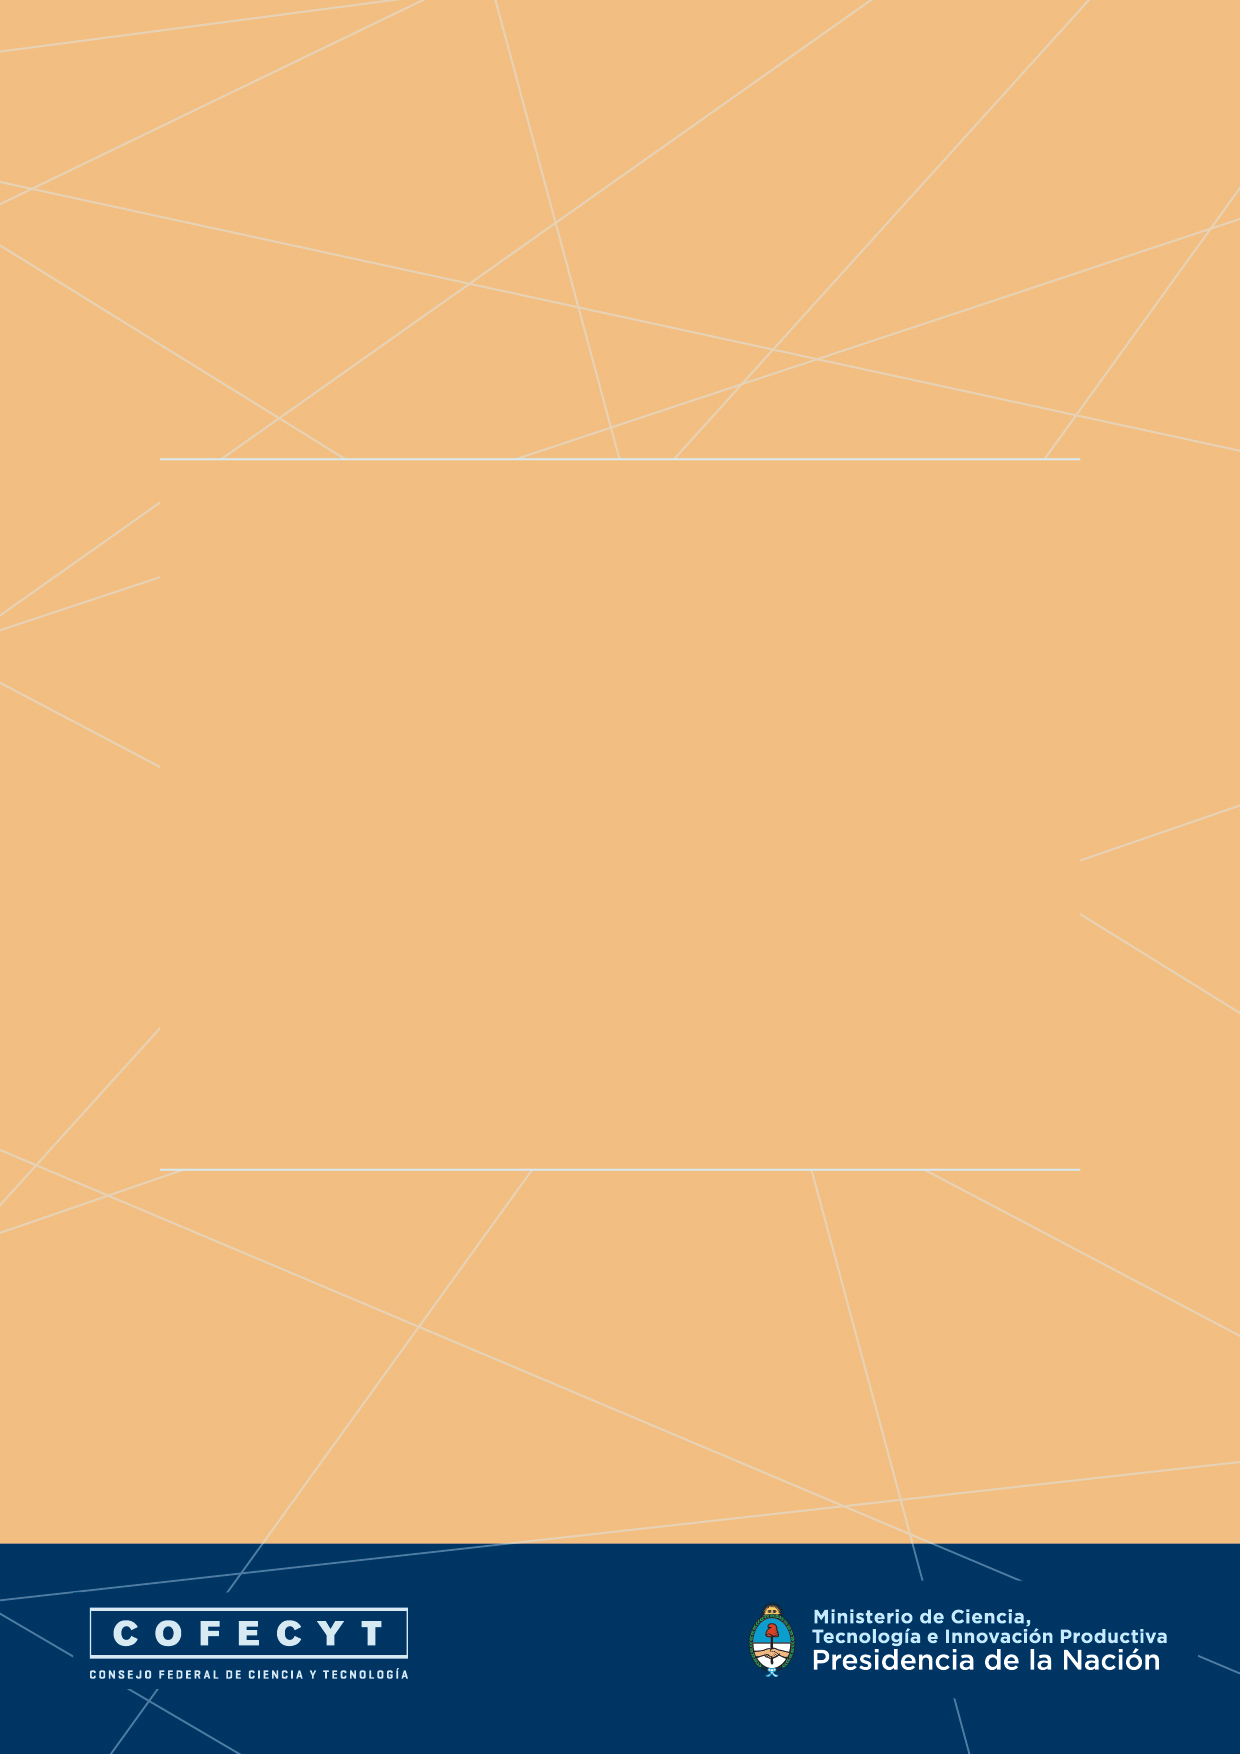 COFECYT
CONSEJO FEDERAL DE CIENCIA Y TECNOLOGÍA
Ministerio de Ciencia,
Tecnología e Innovación Productiva
Presidencia de la Nación